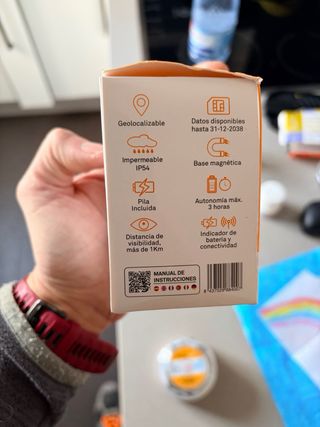 Geolocalizable
Datos disponibles
hasta 31-12-2038
Impermeable
IP54
Base magnética
Pila
Incluida
Autonomía máx.
3 horas
Distancia de
visibilidad,
más de 1Km
Indicador de
batería y
conectividad
MANUAL DE
INSTRUCCIONES